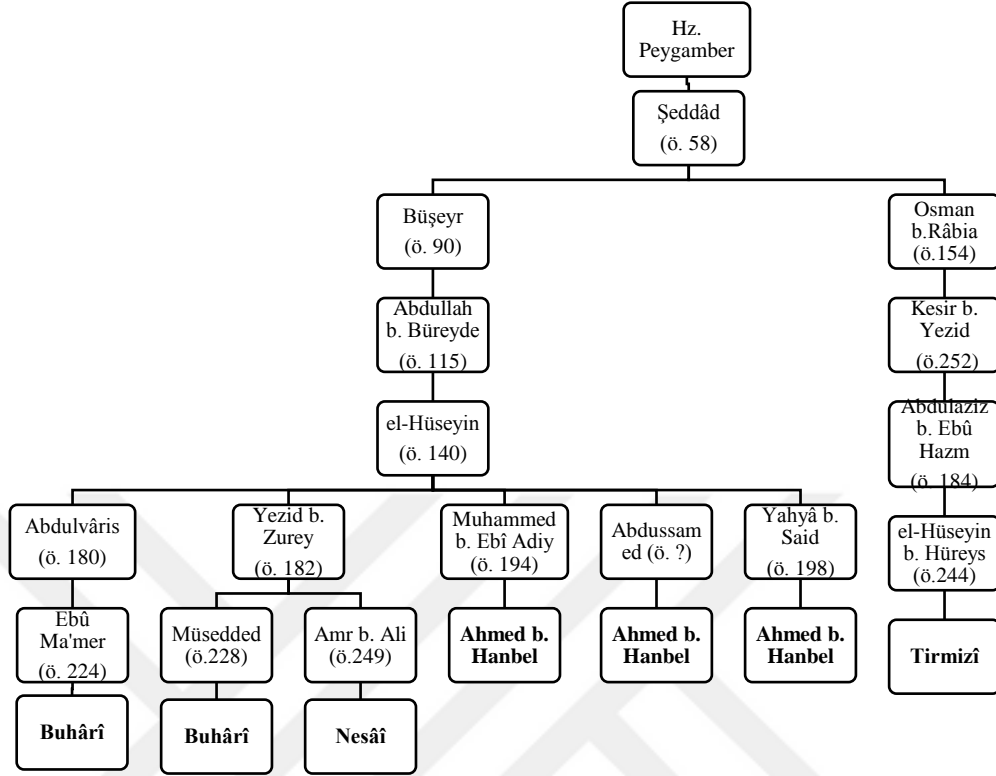 Hz.
Peygamber
Şeddâd
(ö. 58)
Büşeyr
(ö. 90)
Osman
b.Râbia
(ö.154)
Abdullah
b. Büreyde
(ö. 115)
Kesir b.
Yezid
(ö.252)
el-Hüseyin
(ö. 140)
Abdulaziz
b. Ebû
Hazm
(ö. 184)
Abdulvâris
(ö. 180)
Yezid b.
Zurey
(ö. 182)
Muhammed
b. Ebî Adiy
(ö. 194)
Abdussam
ed (ö. ?)
Yahyâ b.
Said
(ö. 198)
el-Hüseyin
b. Hüreys
(ö.244)
Ebû
Ma'mer
(ö. 224)
Müsedded
(ö.228)
Amr b. Ali
(ö.249)
Ahmed b.
Hanbel
Ahmed b.
Hanbel
Ahmed b.
Hanbel
Tirmizî
Buhârî
Buhârî
Nesâî